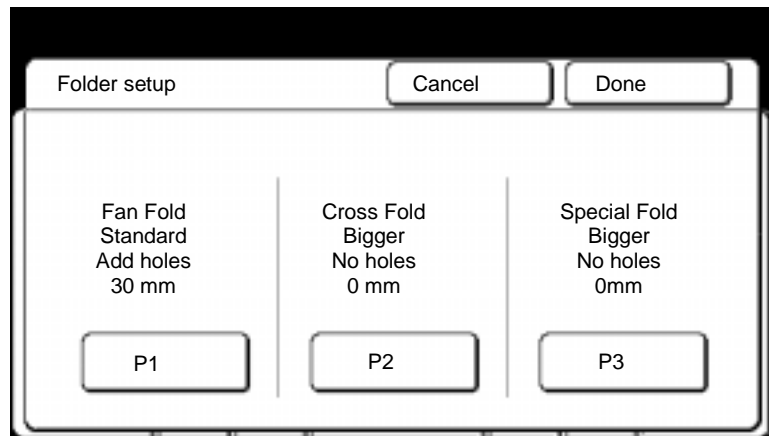 Folder setup
Cancel
Done
Fan Fold
Standard
Add holes
30 mm
P1
Cross Fold
Bigger
No holes
0 mm
P2
Special Fold
Bigger
No holes
0mm
P3